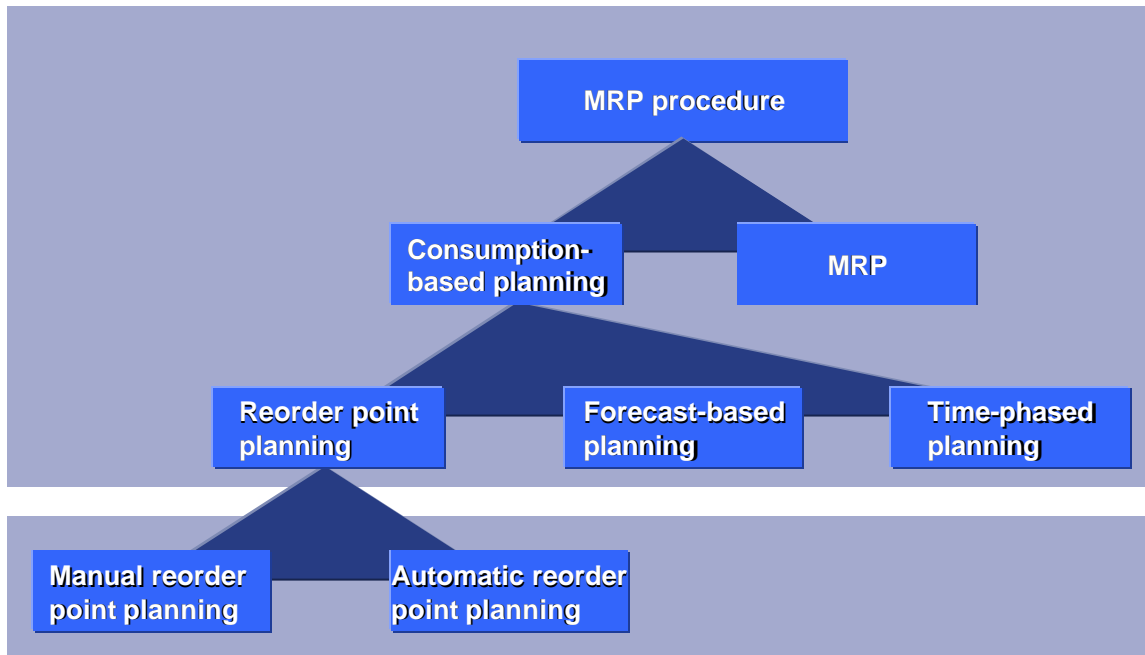 MRP procedure
Consumption-
based planning
MRP
Reorder point
planning
Forecast-based
planning
Time-phased
planning
Manual reorder
point planning
Automatic reorder
point planning